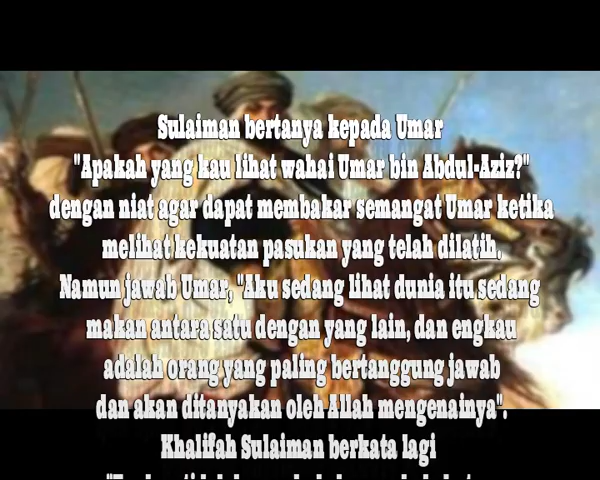 Sulaiman bertanya kepada Umar
"Apakah yang kau lihat wahai Umar bin Abdul-Aziz?"
dengan niat agar dapat membakar semangat Umar ketika
melihat kekuatan pasukan yang telah dilatih.
Namun jawab Umar, "Aku sedang lihat dunia itu sedang
makan antara satu dengan yang lain, dan engkau
adalah orang yang paling bertanggung jawab
dan akan ditanyakan oleh Allah mengenainya".
Khalifah Sulaiman berkata lagi